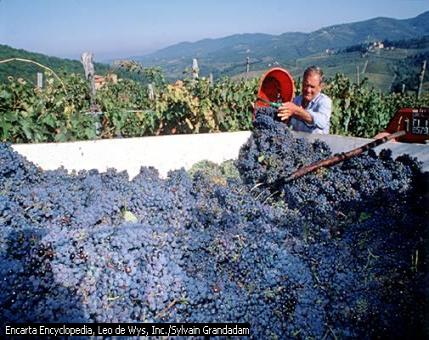 Encarta Encyclopedia, Leo de Wys, Inc./Sylvain Grandadam